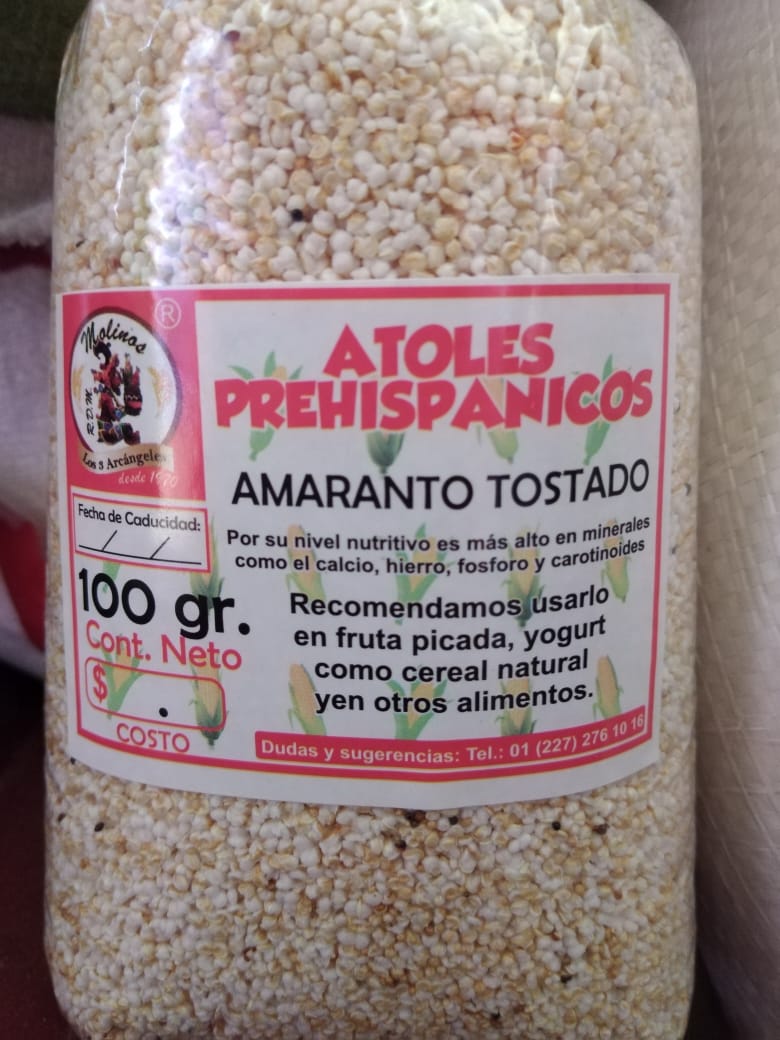 Molinos
®
R.D.M.
Los 3 Arcángeles
desde 1970
ATOLES
PREHISPANICOS
AMARANTO TOSTADO
Por su nivel nutritivo es más alto en minerales
como el calcio, hierro, fosforo y carotinoides
Recomendamos usarlo
en fruta picada, yogurt
como cereal natural
yen otros alimentos.
Fecha de Caducidad:
/ /
100 gr.
Cont. Neto
$ .
COSTO
Dudas y sugerencias: Tel.: 01 (227) 276 10 16